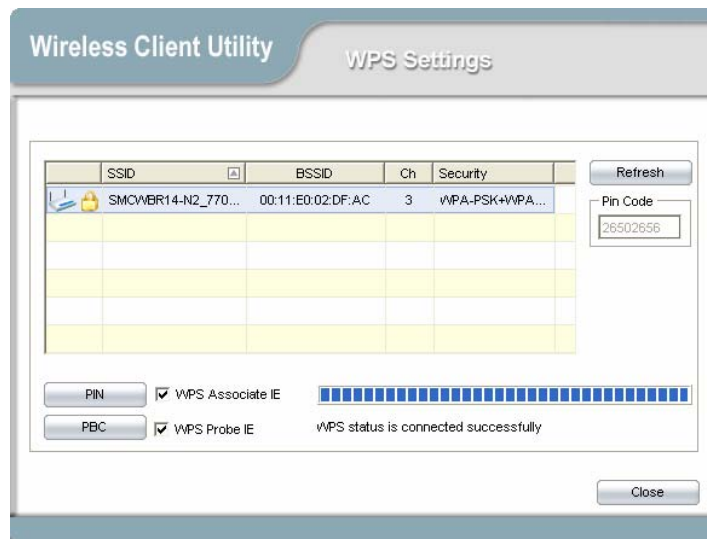 Wireless Client Utility
WPS Settings
SSID BSSID Ch Security
SMCWBR14-N2_770... 00:11:E0:02:DF:AC 3 WPA-PSK+WPA...
Refresh
Pin Code
26502656
PIN WPS Associate IE
PBC WPS Probe IE WPS status is connected successfully
Close